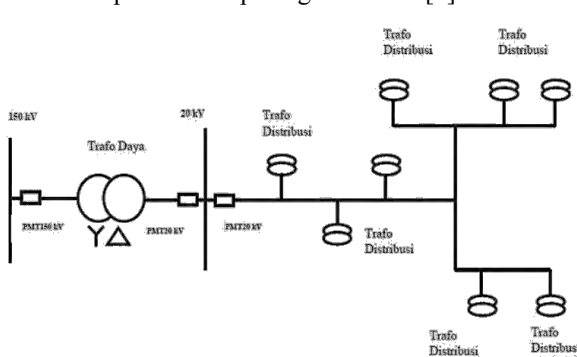 Trafo
Distribusi
Trafo
Distribusi
150 kV
20 kV
Trafo
Distribusi
Trafo Daya
PMT150 kV
PMT20 kV
PMT20 kV
Trafo
Distribusi
Trafo
Distribusi
Trafo
Distribus